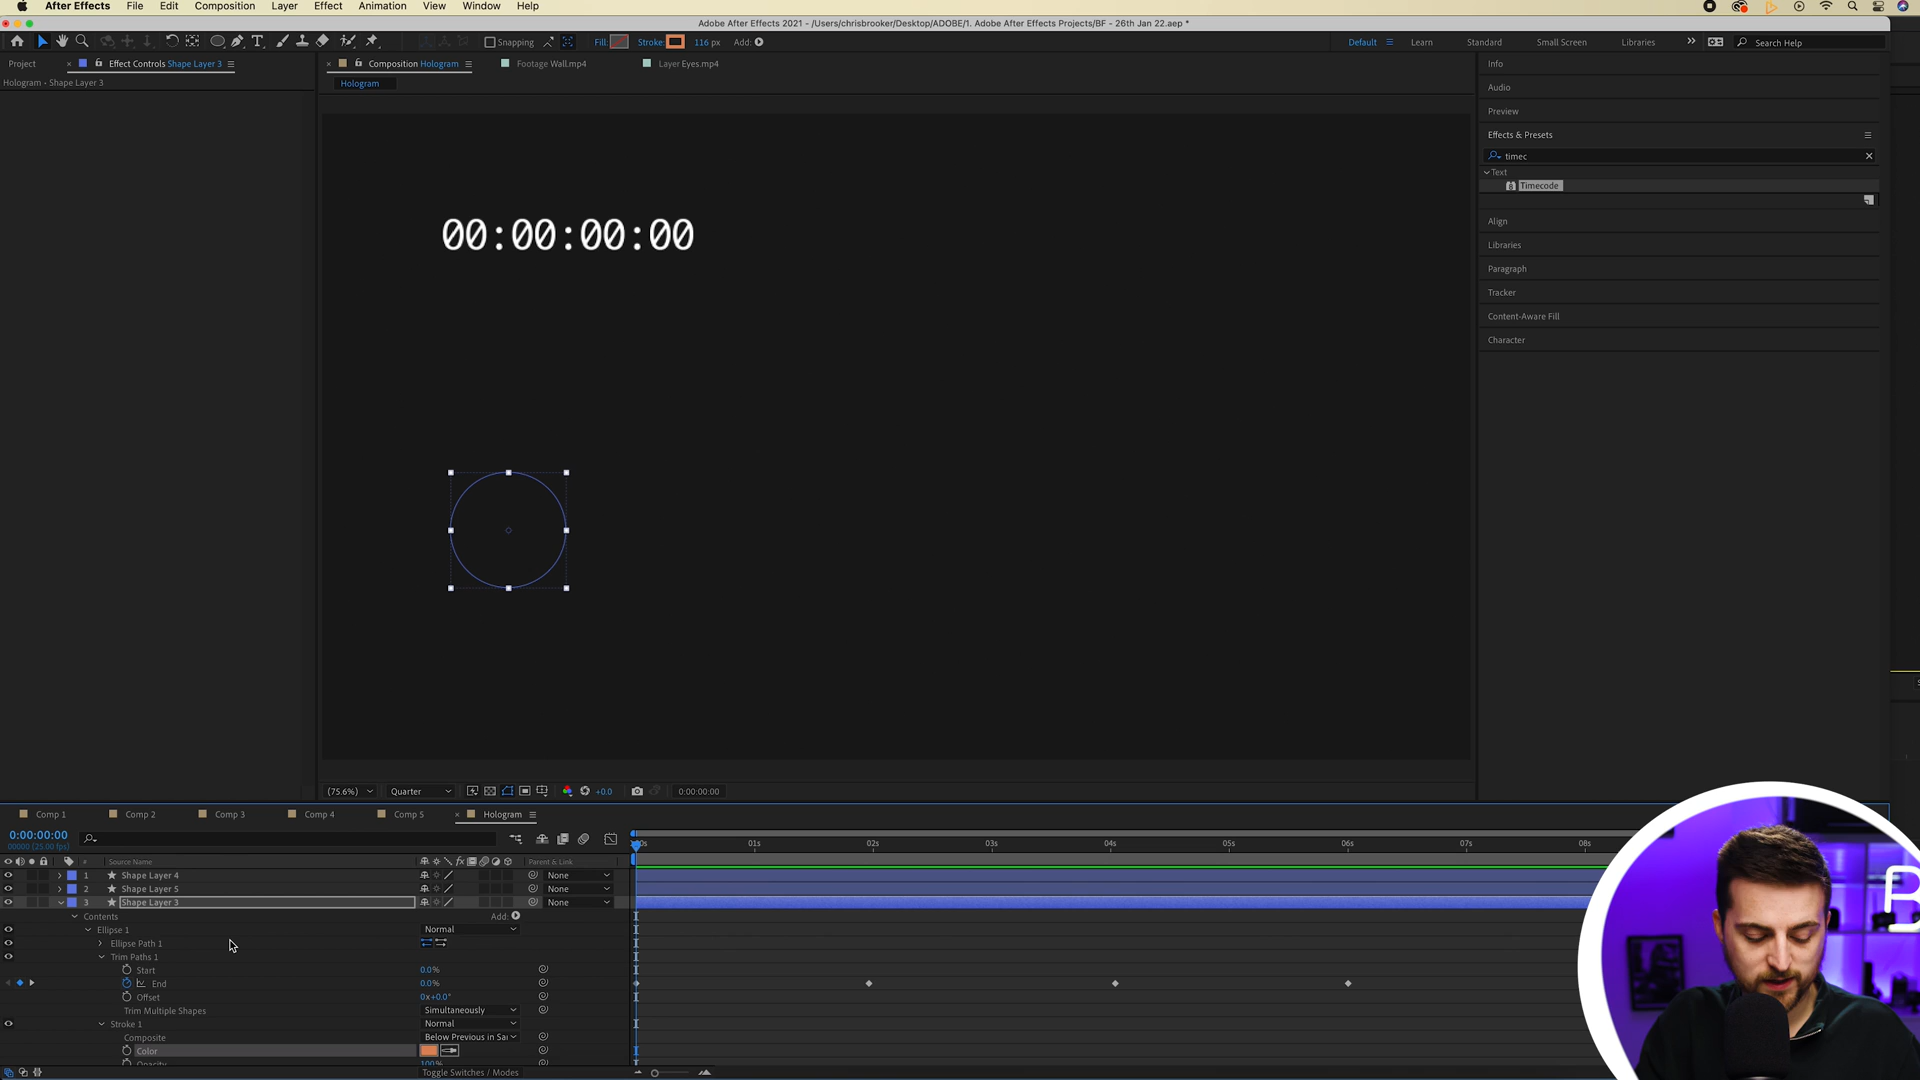 After Effects File Edit Composition Layer Effect Animation View Window Help
Adobe After Effects 2021 - /Users/chrisbrooker/Desktop/ADOBE/1. Adobe After Effects Projects/BF - 26th Jan 22.aep *
Snapping Fill: Stroke: 116 px Add: Default Learn Standard Small Screen Libraries Search Help
Project Effect Controls Shape Layer 3 Composition Hologram Footage Wall.mp4 Layer Eyes.mp4 Info
Hologram - Shape Layer 3 Hologram
Audio
Preview
Effects & Presets
timec
Text
Timecode
Align
Libraries
Paragraph
Tracker
Content-Aware Fill
Character
00:00:00:00
(75.6%) Quarter +0.0 0:00:00:00
Comp 1 Comp 2 Comp 3 Comp 4 Comp 5 Hologram
0:00:00:00
00000 (25.00 fps)
01s 02s 03s 04s 05s 06s 07s 08s
# Source Name Parent & Link
1 Shape Layer 4 None
2 Shape Layer 5 None
3 Shape Layer 3 None
Contents Add:
Ellipse 1 Normal
Ellipse Path 1
Trim Paths 1
Start 0.0%
End 0.0%
Offset 0x+0.0°
Trim Multiple Shapes Simultaneously
Stroke 1 Normal
Composite Below Previous in Sa
Color
Opacity 100%
Toggle Switches / Modes